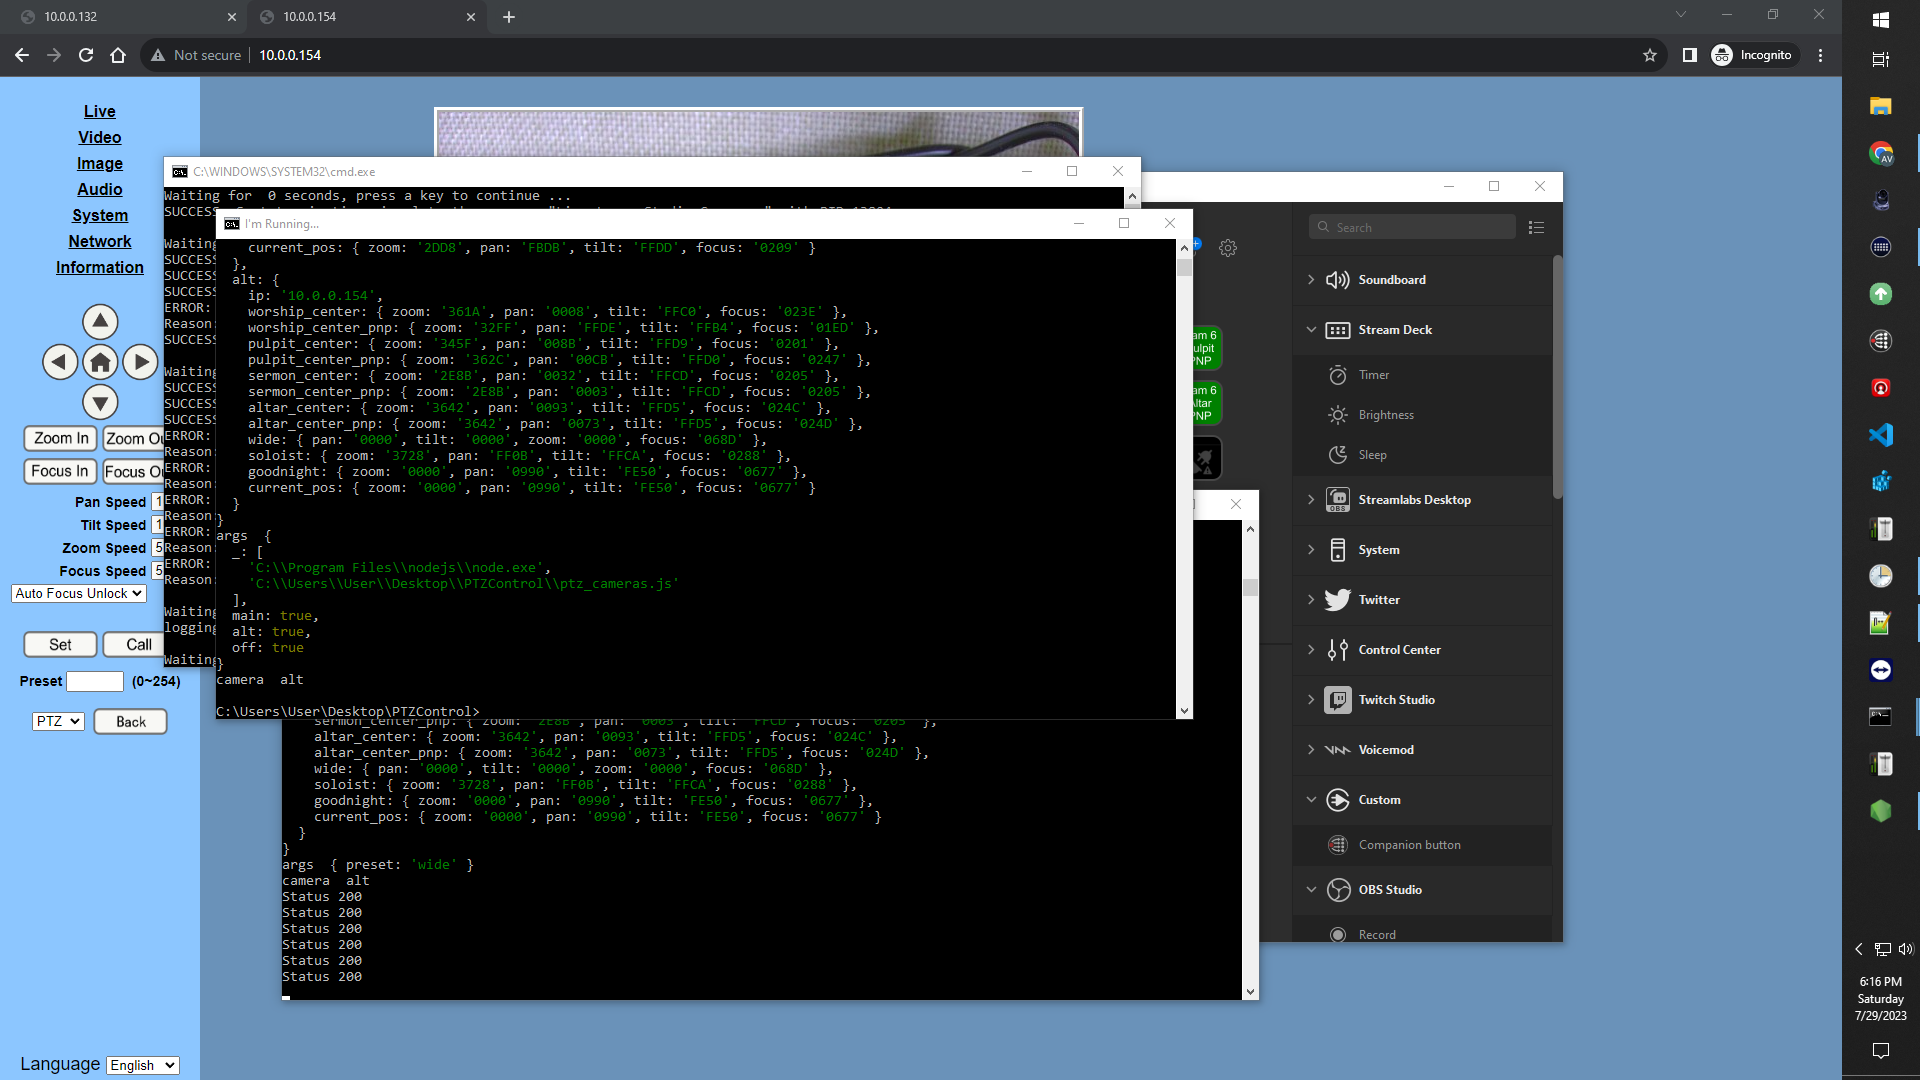 10.0.0.132
10.0.0.154
Not secure
10.0.0.154
Incognito
Live
Video
Image
Audio
System
Network
Information
Zoom In
Zoom Ou
Focus In
Focus Ou
Pan Speed 1
Tilt Speed 1
Zoom Speed 5
Focus Speed 5
Auto Focus Unlock
Set
Call
Preset
(0~254)
PTZ
Back
Language
English
C:\WINDOWS\SYSTEM32\cmd.exe
Waiting for  0 seconds, press a key to continue ...
SUCCESS
Waiting
SUCCESS
SUCCESS
SUCCESS
ERROR:
Reason:
SUCCESS
Waiting
SUCCESS
SUCCESS
SUCCESS
ERROR:
Reason:
ERROR:
Reason:
ERROR:
Reason:
ERROR:
Reason:
ERROR:
Reason:
Waiting
logging
Waiting
I'm Running...
current_pos: { zoom: '2DD8', pan: 'FBDB', tilt: 'FFDD', focus: '0209' }
},
alt: {
ip: '10.0.0.154',
worship_center: { zoom: '361A', pan: '0008', tilt: 'FFC0', focus: '023E' },
worship_center_pnp: { zoom: '32FF', pan: 'FFDE', tilt: 'FFB4', focus: '01ED' },
pulpit_center: { zoom: '345F', pan: '008B', tilt: 'FFD9', focus: '0201' },
pulpit_center_pnp: { zoom: '362C', pan: '00CB', tilt: 'FFD0', focus: '0247' },
sermon_center: { zoom: '2E8B', pan: '0032', tilt: 'FFCD', focus: '0205' },
sermon_center_pnp: { zoom: '2E8B', pan: '0003', tilt: 'FFCD', focus: '0205' },
altar_center: { zoom: '3642', pan: '0093', tilt: 'FFD5', focus: '024C' },
altar_center_pnp: { zoom: '3642', pan: '0073', tilt: 'FFD5', focus: '024D' },
wide: { pan: '0000', tilt: '0000', zoom: '0000', focus: '068D' },
soloist: { zoom: '3728', pan: 'FF0B', tilt: 'FFCA', focus: '0288' },
goodnight: { zoom: '0000', pan: '0990', tilt: 'FE50', focus: '0677' },
current_pos: { zoom: '0000', pan: '0990', tilt: 'FE50', focus: '0677' }
}
}
args  {
_: [
'C:\\Program Files\\nodejs\\node.exe',
'C:\\Users\\User\\Desktop\\PTZControl\\ptz_cameras.js'
],
main: true,
alt: true,
off: true
}
camera  alt
C:\Users\User\Desktop\PTZControl>
sermon_center_pnp: { zoom: '2E8B', pan: '0003', tilt: 'FFCD', focus: '0205' },
altar_center: { zoom: '3642', pan: '0093', tilt: 'FFD5', focus: '024C' },
altar_center_pnp: { zoom: '3642', pan: '0073', tilt: 'FFD5', focus: '024D' },
wide: { pan: '0000', tilt: '0000', zoom: '0000', focus: '068D' },
soloist: { zoom: '3728', pan: 'FF0B', tilt: 'FFCA', focus: '0288' },
goodnight: { zoom: '0000', pan: '0990', tilt: 'FE50', focus: '0677' },
current_pos: { zoom: '0000', pan: '0990', tilt: 'FE50', focus: '0677' }
}
}
args  { preset: 'wide' }
camera  alt
Status 200
Status 200
Status 200
Status 200
Status 200
Status 200
am 6
ulpit
PNP
am 6
ltar
PNP
Search
Soundboard
Stream Deck
Timer
Brightness
Sleep
OBS
Streamlabs Desktop
System
Twitter
Control Center
Twitch Studio
Voicemod
Custom
Companion button
OBS Studio
Record
AV
6:16 PM
Saturday
7/29/2023